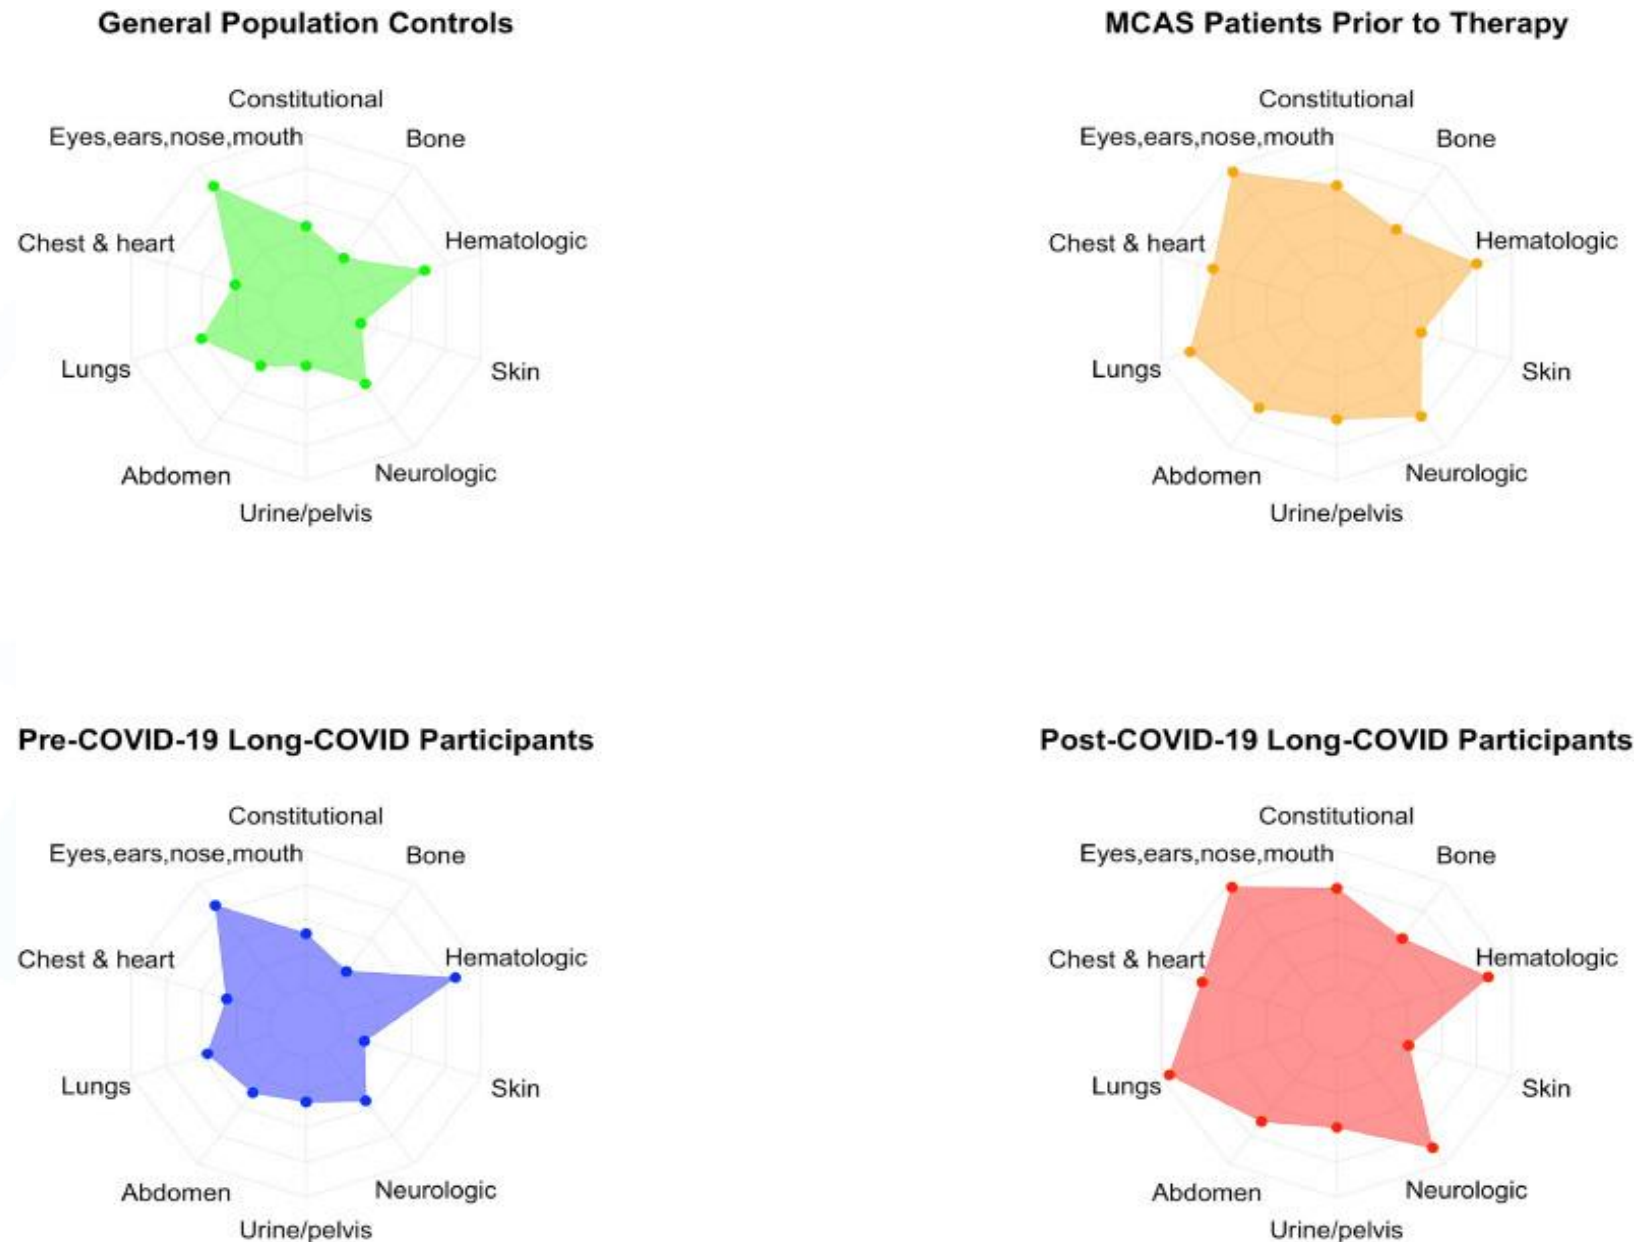 General Population Controls
Constitutional
Eyes,ears,nose,mouth
Bone
Chest & heart
Hematologic
Lungs
Skin
Abdomen
Neurologic
Urine/pelvis
MCAS Patients Prior to Therapy
Constitutional
Eyes,ears,nose,mouth
Bone
Chest & heart
Hematologic
Lungs
Skin
Abdomen
Neurologic
Urine/pelvis
Pre-COVID-19 Long-COVID Participants
Constitutional
Eyes,ears,nose,mouth
Bone
Chest & heart
Hematologic
Lungs
Skin
Abdomen
Neurologic
Urine/pelvis
Post-COVID-19 Long-COVID Participants
Constitutional
Eyes,ears,nose,mouth
Bone
Chest & heart
Hematologic
Lungs
Skin
Abdomen
Neurologic
Urine/pelvis